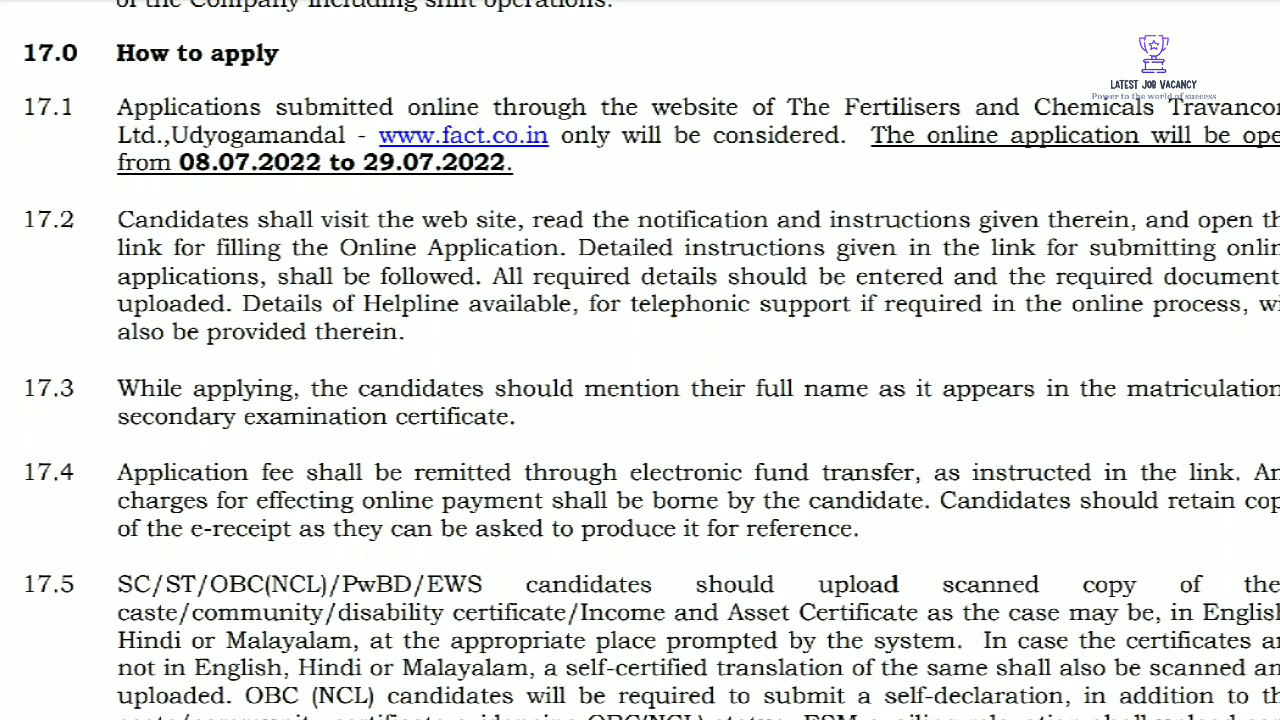 of the Company including shift operations.
17.0 How to apply
LATEST JOB VACANCY
Power to the world of success
17.1 Applications submitted online through the website of The Fertilisers and Chemicals
Ltd.,Udyogamandal - www.fact.co.in only will be considered. The online application will be
from 08.07.2022 to 29.07.2022.
17.2 Candidates shall visit the web site, read the notification and instructions given therein, and open
link for filling the Online Application. Detailed instructions given in the link for submitting
applications, shall be followed. All required details should be entered and the required
uploaded. Details of Helpline available, for telephonic support if required in the online process,
also be provided therein.
17.3 While applying, the candidates should mention their full name as it appears in the matriculation
secondary examination certificate.
17.4 Application fee shall be remitted through electronic fund transfer, as instructed in the link.
charges for effecting online payment shall be borne by the candidate. Candidates should retain
of the e-receipt as they can be asked to produce it for reference.
17.5 SC/ST/OBC(NCL)/PwBD/EWS candidates should upload scanned copy of
caste/community/disability certificate/Income and Asset Certificate as the case may be, in
Hindi or Malayalam, at the appropriate place prompted by the system. In case the certificates
not in English, Hindi or Malayalam, a self-certified translation of the same shall also be scanned
uploaded. OBC (NCL) candidates will be required to submit a self-declaration, in addition to